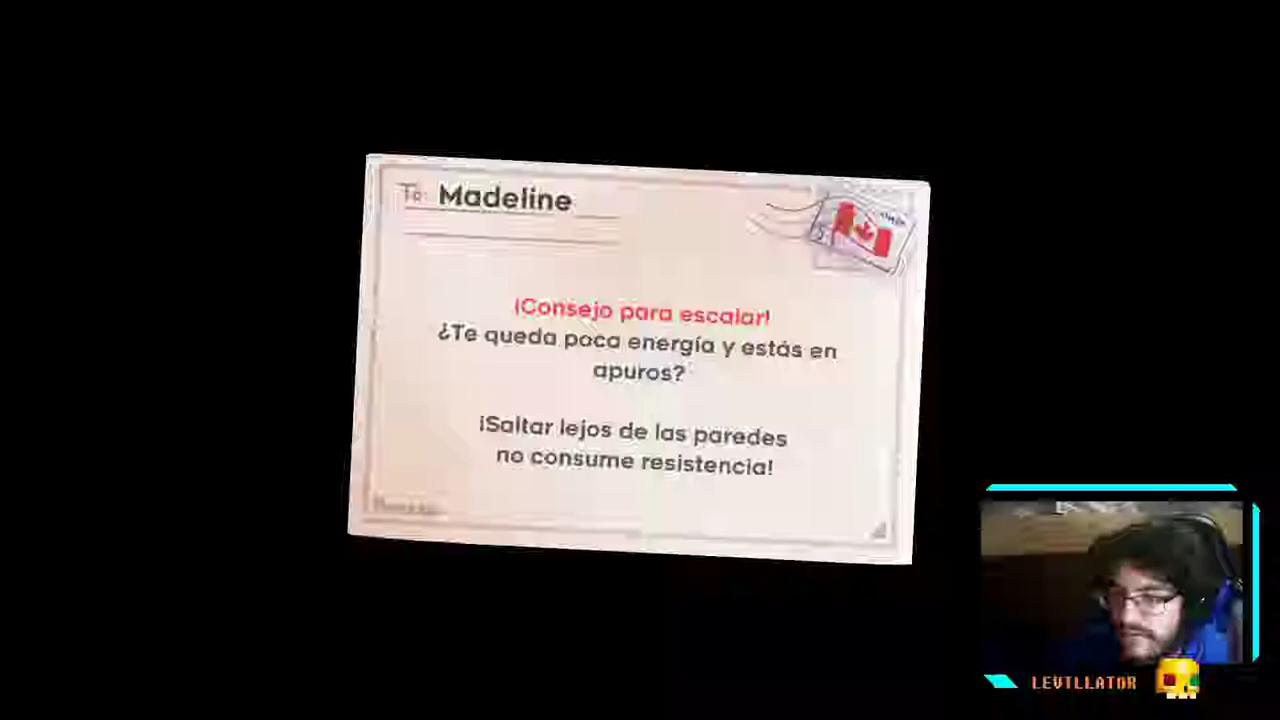 To: Madeline
¡Consejo para escalar!
¿Te queda poca energía y estás en
apuros?
¡Saltar lejos de las paredes
no consume resistencia!
LEVILLATOR